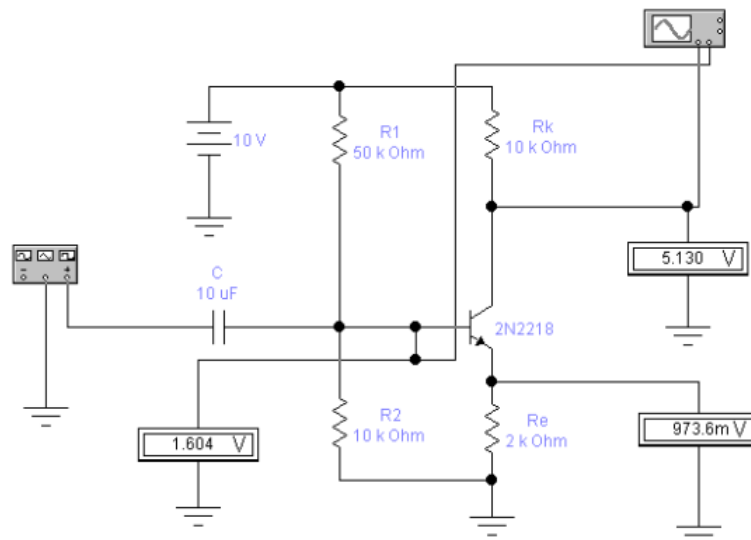 R1
50 k Ohm
Rk
10 k Ohm
10 V
5.130 V
C
10 uF
2N2218
R2
10 k Ohm
Re
2 k Ohm
1.604 V
973.6m V